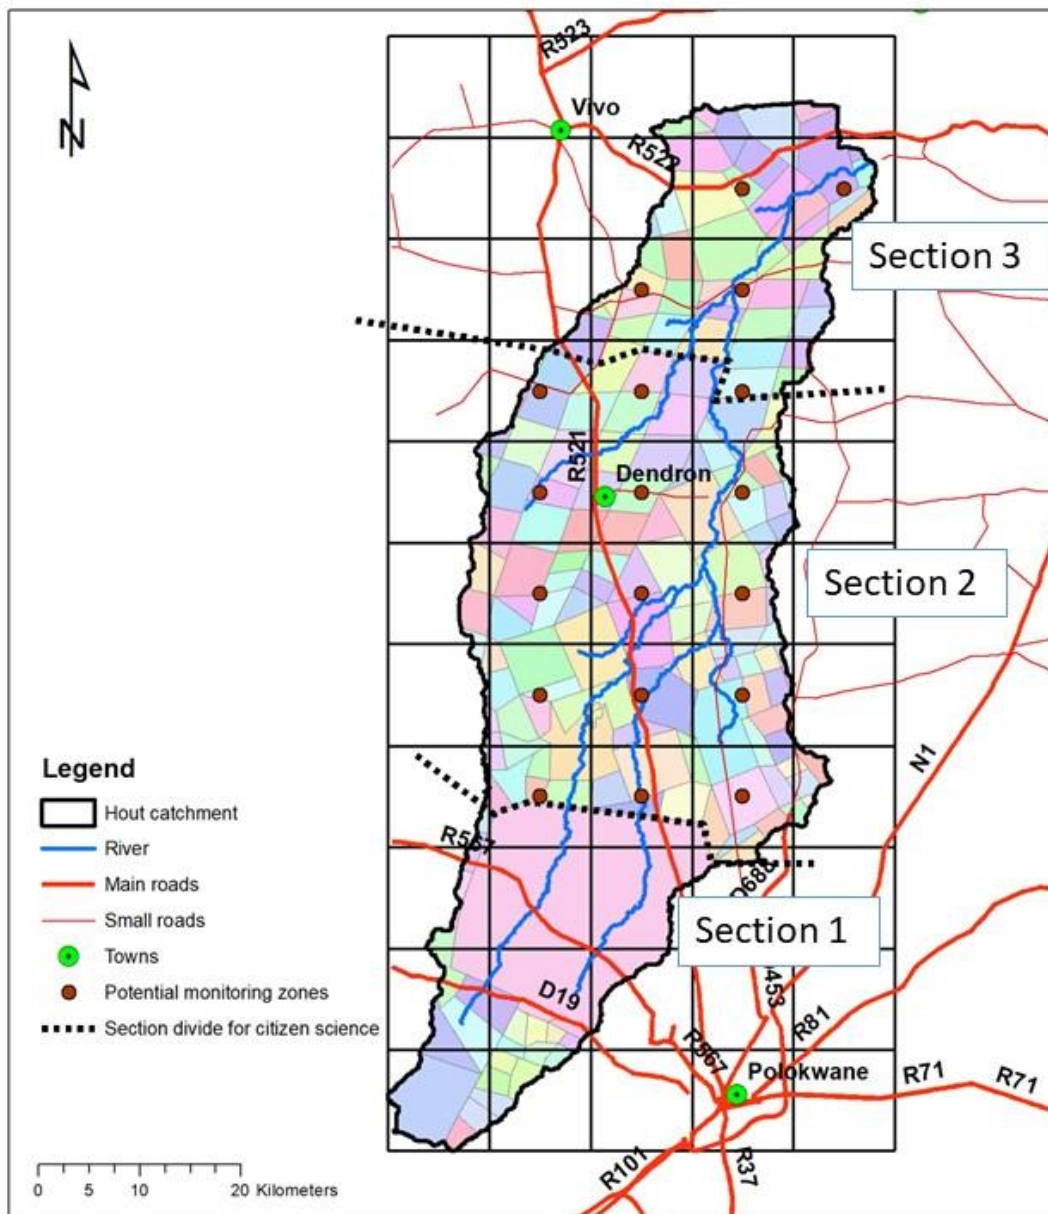 R523
N
Vivo
R522
Section 3
R521
Dendron
Section 2
N1
Legend
Hout catchment
River
Main roads
Small roads
Towns
Potential monitoring zones
Section divide for citizen science
R567
D688
Section 1
D19
R81
R567
Polokwane
R71
R71
R101
R37
0 5 10 20 Kilometers